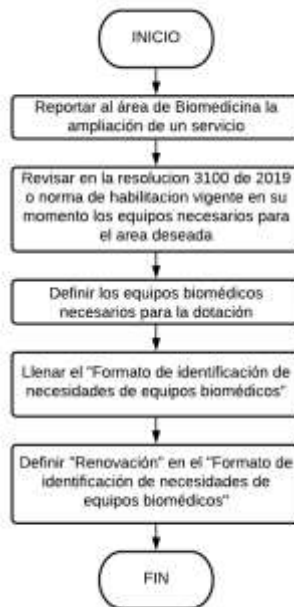 INICIO
Reportar al área de Biomedicina la
ampliación de un servicio
Revisar en la resolucion 3100 de 2019
o norma de habilitacion vigente en su
momento los equipos necesarios para
el area deseada
Definir los equipos biomédicos
necesarios para la dotación
Llenar el "Formato de identificación de
necesidades de equipos biomédicos"
Definir "Renovación" en el "Formato de
identificación de necesidades de
equipos biomédicos"
FIN